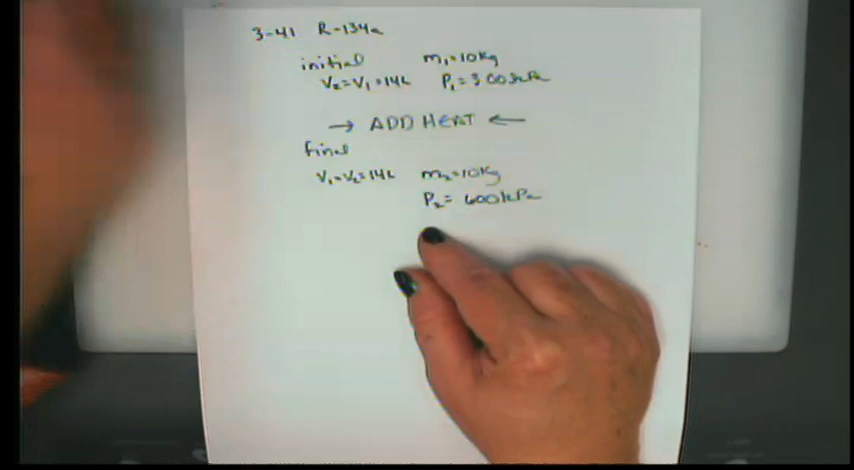 3-41 R-134a
initial m₁=10Kg
V₂=V₁=14L P₁=300kPa
→ ADD HEAT ←
final
V₁=V₂=14L m₂=10Kg
P₂= 600kPa